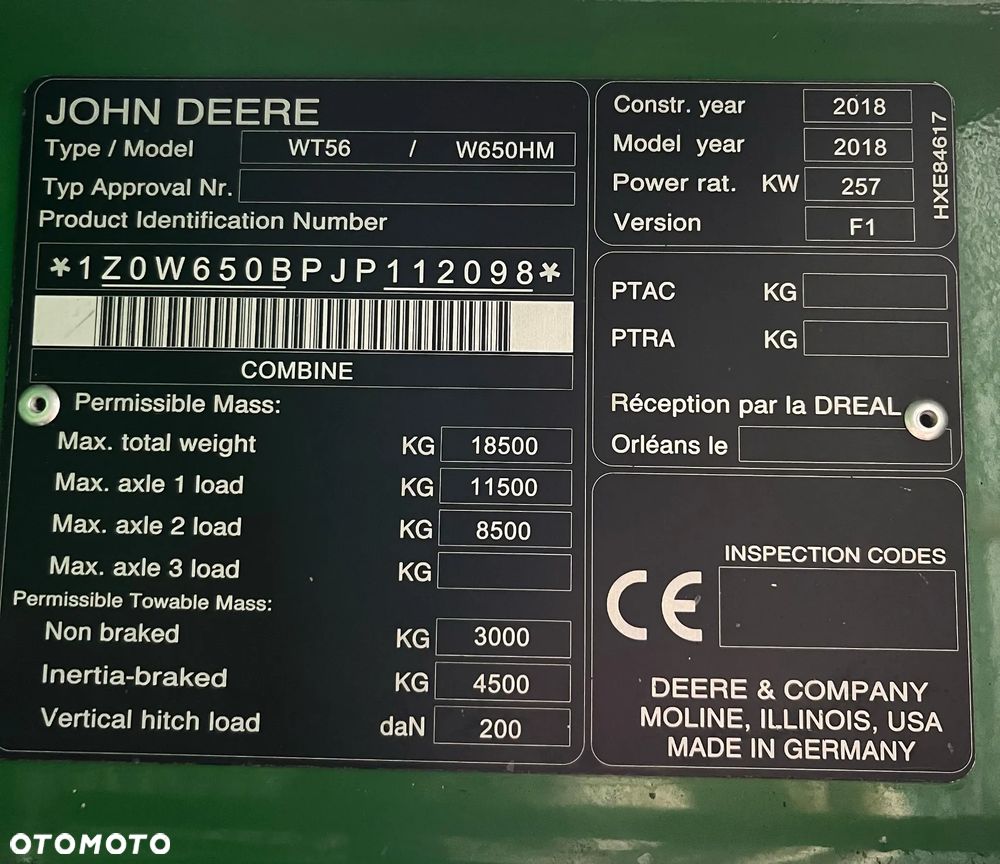 JOHN DEERE
Type / Model WT56 / W650HM
Typ Approval Nr.
Product Identification Number
*1Z0W650BPJP112098*
COMBINE
Permissible Mass:
Max. total weight KG 18500
Max. axle 1 load KG 11500
Max. axle 2 load KG 8500
Max. axle 3 load KG
Permissible Towable Mass:
Non braked KG 3000
Inertia-braked KG 4500
Vertical hitch load daN 200
Constr. year 2018
Model year 2018
Power rat. KW 257
Version F1
HXE84617
PTAC KG
PTRA KG
Réception par la DREAL
Orléans le
INSPECTION CODES
CE
DEERE & COMPANY
MOLINE, ILLINOIS, USA
MADE IN GERMANY
OTOMOTO